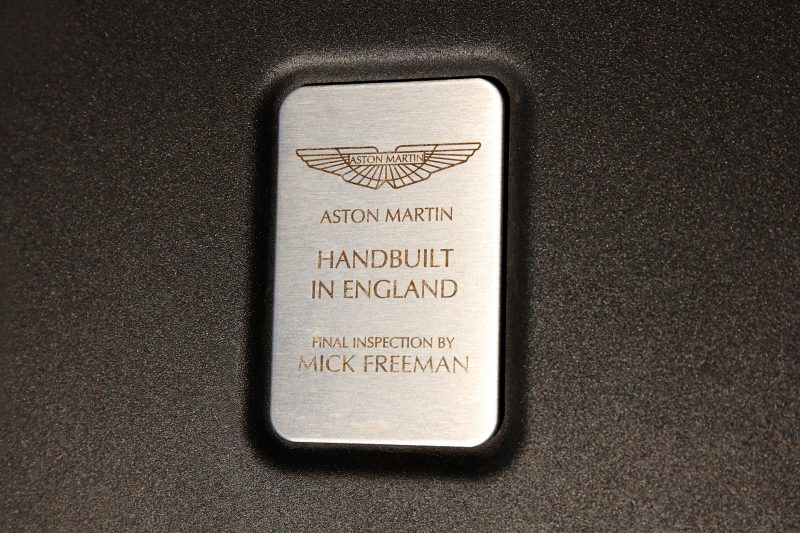 ASTON MARTIN
ASTON MARTIN
HANDBUILT
IN ENGLAND
FINAL INSPECTION BY
MICK FREEMAN